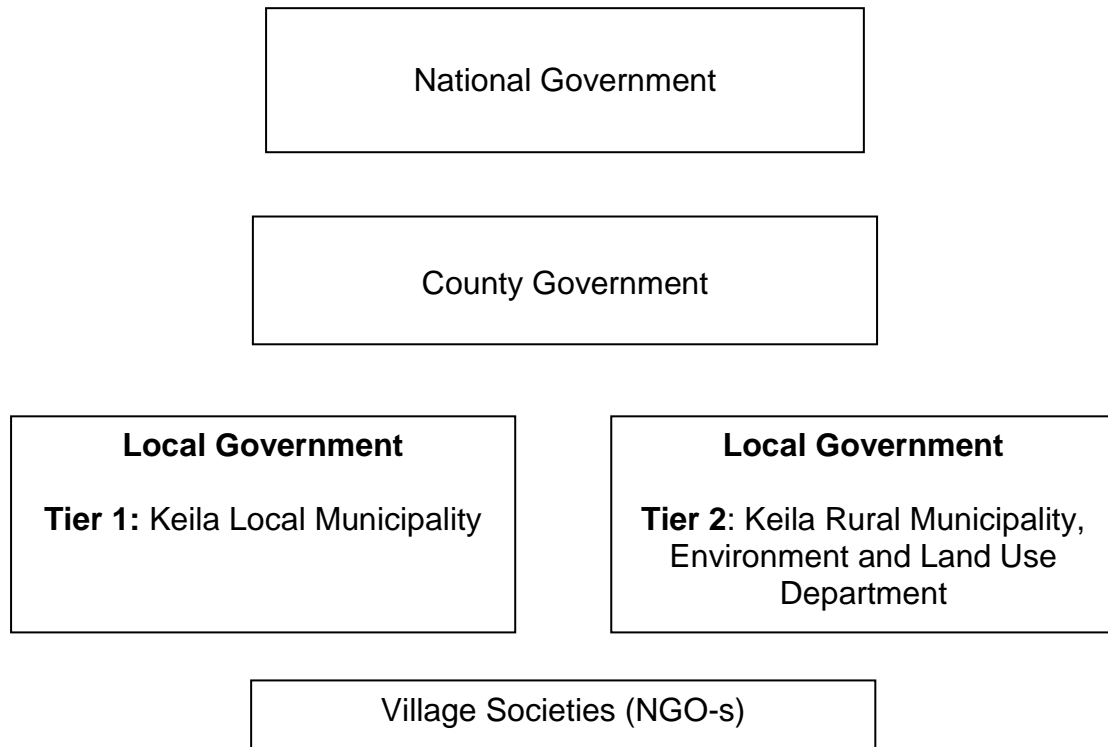 National Government
County Government
Local Government
Tier 1: Keila Local Municipality
Local Government
Tier 2: Keila Rural Municipality,
Environment and Land Use
Department
Village Societies (NGO-s)